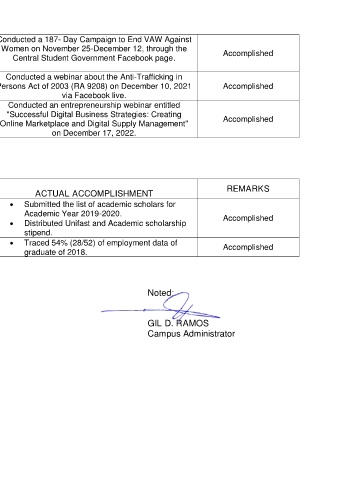 Conducted a 187- Day Campaign to End VAW Against
Women on November 25-December 12, through the
Central Student Government Facebook page.
Accomplished
Conducted a webinar about the Anti-Trafficking in
Persons Act of 2003 (RA 9208) on December 10, 2021
via Facebook live.
Accomplished
Conducted an entrepreneurship webinar entitled
"Successful Digital Business Strategies: Creating
Online Marketplace and Digital Supply Management"
on December 17, 2022.
Accomplished
ACTUAL ACCOMPLISHMENT
REMARKS
• Submitted the list of academic scholars for
Academic Year 2019-2020.
• Distributed Unifast and Academic scholarship
stipend.
Accomplished
• Traced 54% (28/52) of employment data of
graduate of 2018.
Accomplished
Noted:
GIL D. RAMOS
Campus Administrator